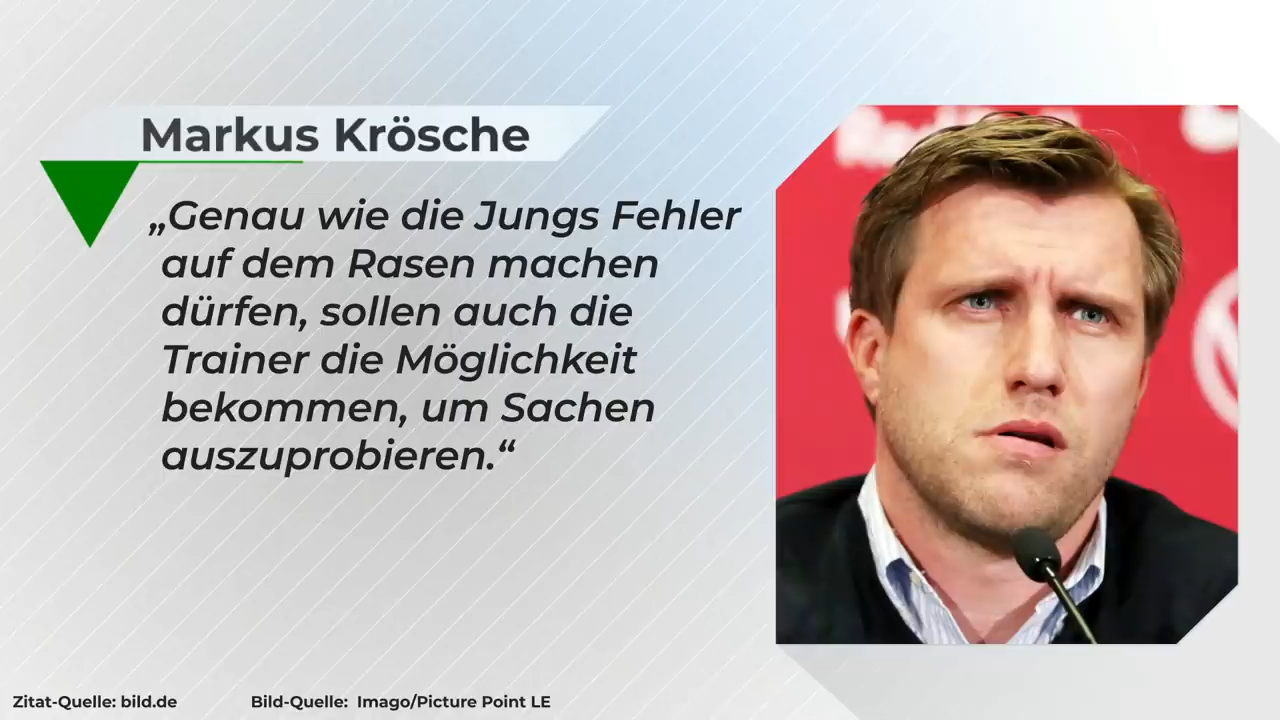 Markus Krösche
„Genau wie die Jungs Fehler
auf dem Rasen machen
dürfen, sollen auch die
Trainer die Möglichkeit
bekommen, um Sachen
auszuprobieren.“
Zitat-Quelle: bild.de
Bild-Quelle: Imago/Picture Point LE